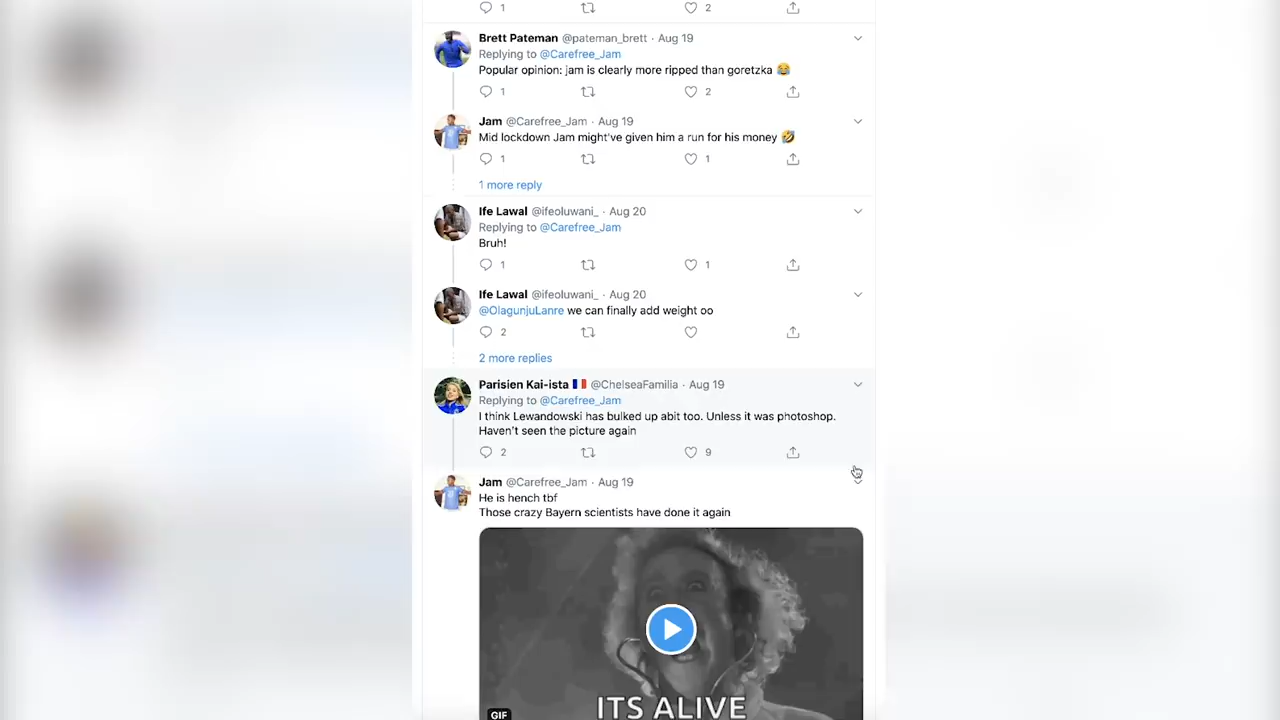 1 2
Brett Pateman @pateman_brett · Aug 19
Replying to @Carefree_Jam
Popular opinion: jam is clearly more ripped than goretzka 😂
1 2
Jam @Carefree_Jam · Aug 19
Mid lockdown Jam might've given him a run for his money 🤣
1 1
1 more reply
Ife Lawal @ifeoluwani_ · Aug 20
Replying to @Carefree_Jam
Bruh!
1 1
Ife Lawal @ifeoluwani_ · Aug 20
@OlagunjuLanre we can finally add weight oo
2
2 more replies
Parisien Kai-ista 🇫🇷 @ChelseaFamilia · Aug 19
Replying to @Carefree_Jam
I think Lewandowski has bulked up abit too. Unless it was photoshop.
Haven't seen the picture again
2 9
Jam @Carefree_Jam · Aug 19
He is hench tbf
Those crazy Bayern scientists have done it again
ITS ALIVE
GIF